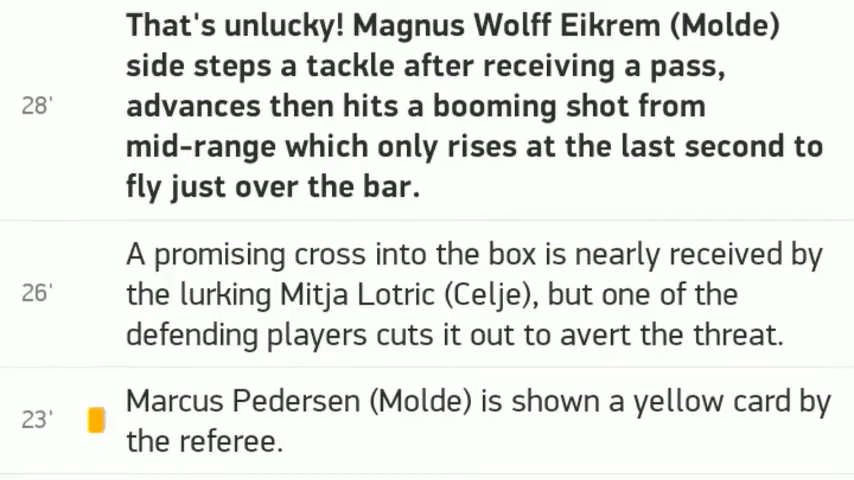 That's unlucky! Magnus Wolff Eikrem (Molde)
side steps a tackle after receiving a pass,
28' advances then hits a booming shot from
mid-range which only rises at the last second to
fly just over the bar.
A promising cross into the box is nearly received by
26' the lurking Mitja Lotric (Celje), but one of the
defending players cuts it out to avert the threat.
23' Marcus Pedersen (Molde) is shown a yellow card by
the referee.